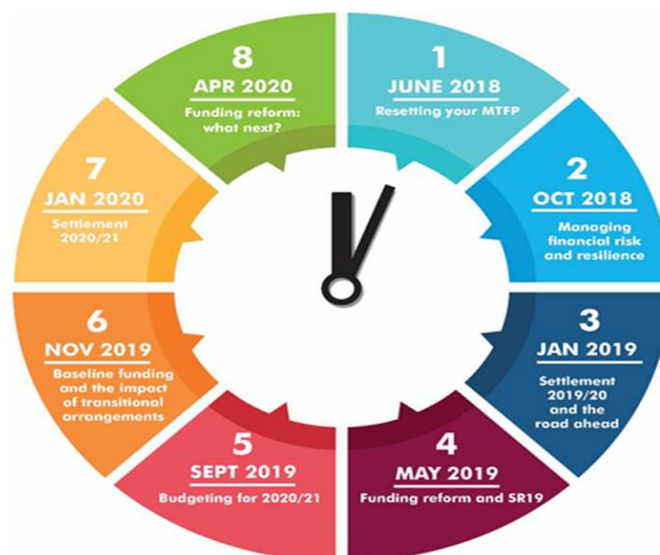 1
JUNE 2018
Resetting your MTFP
2
OCT 2018
Managing
financial risk
and resilience
3
JAN 2019
Settlement
2019/20
and the
road ahead
4
MAY 2019
Funding reform and SR19
5
SEPT 2019
Budgeting for 2020/21
6
NOV 2019
Baseline funding
and the impact
of transitional
arrangements
7
JAN 2020
Settlement
2020/21
8
APR 2020
Funding reform:
what next?